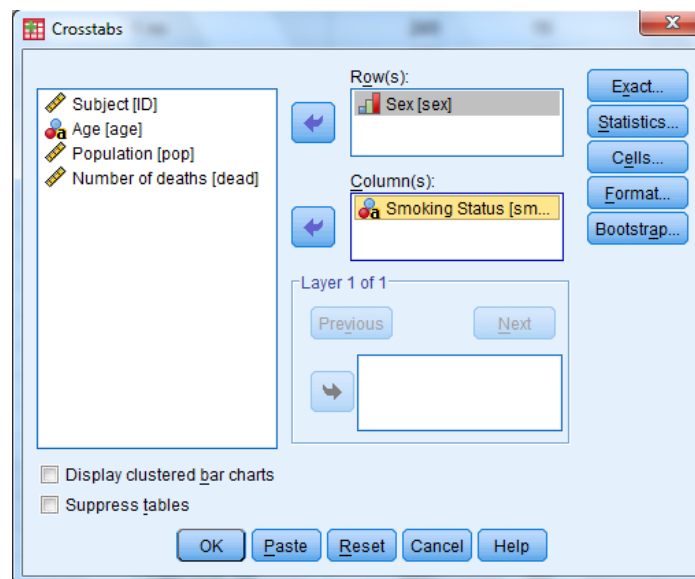 Crosstabs
Subject [ID]
Age [age]
Population [pop]
Number of deaths [dead]
Row(s):
Sex [sex]
Column(s):
Smoking Status [sm...
Layer 1 of 1
Previous
Next
Exact...
Statistics...
Cells...
Format...
Bootstrap...
Display clustered bar charts
Suppress tables
OK Paste Reset Cancel Help